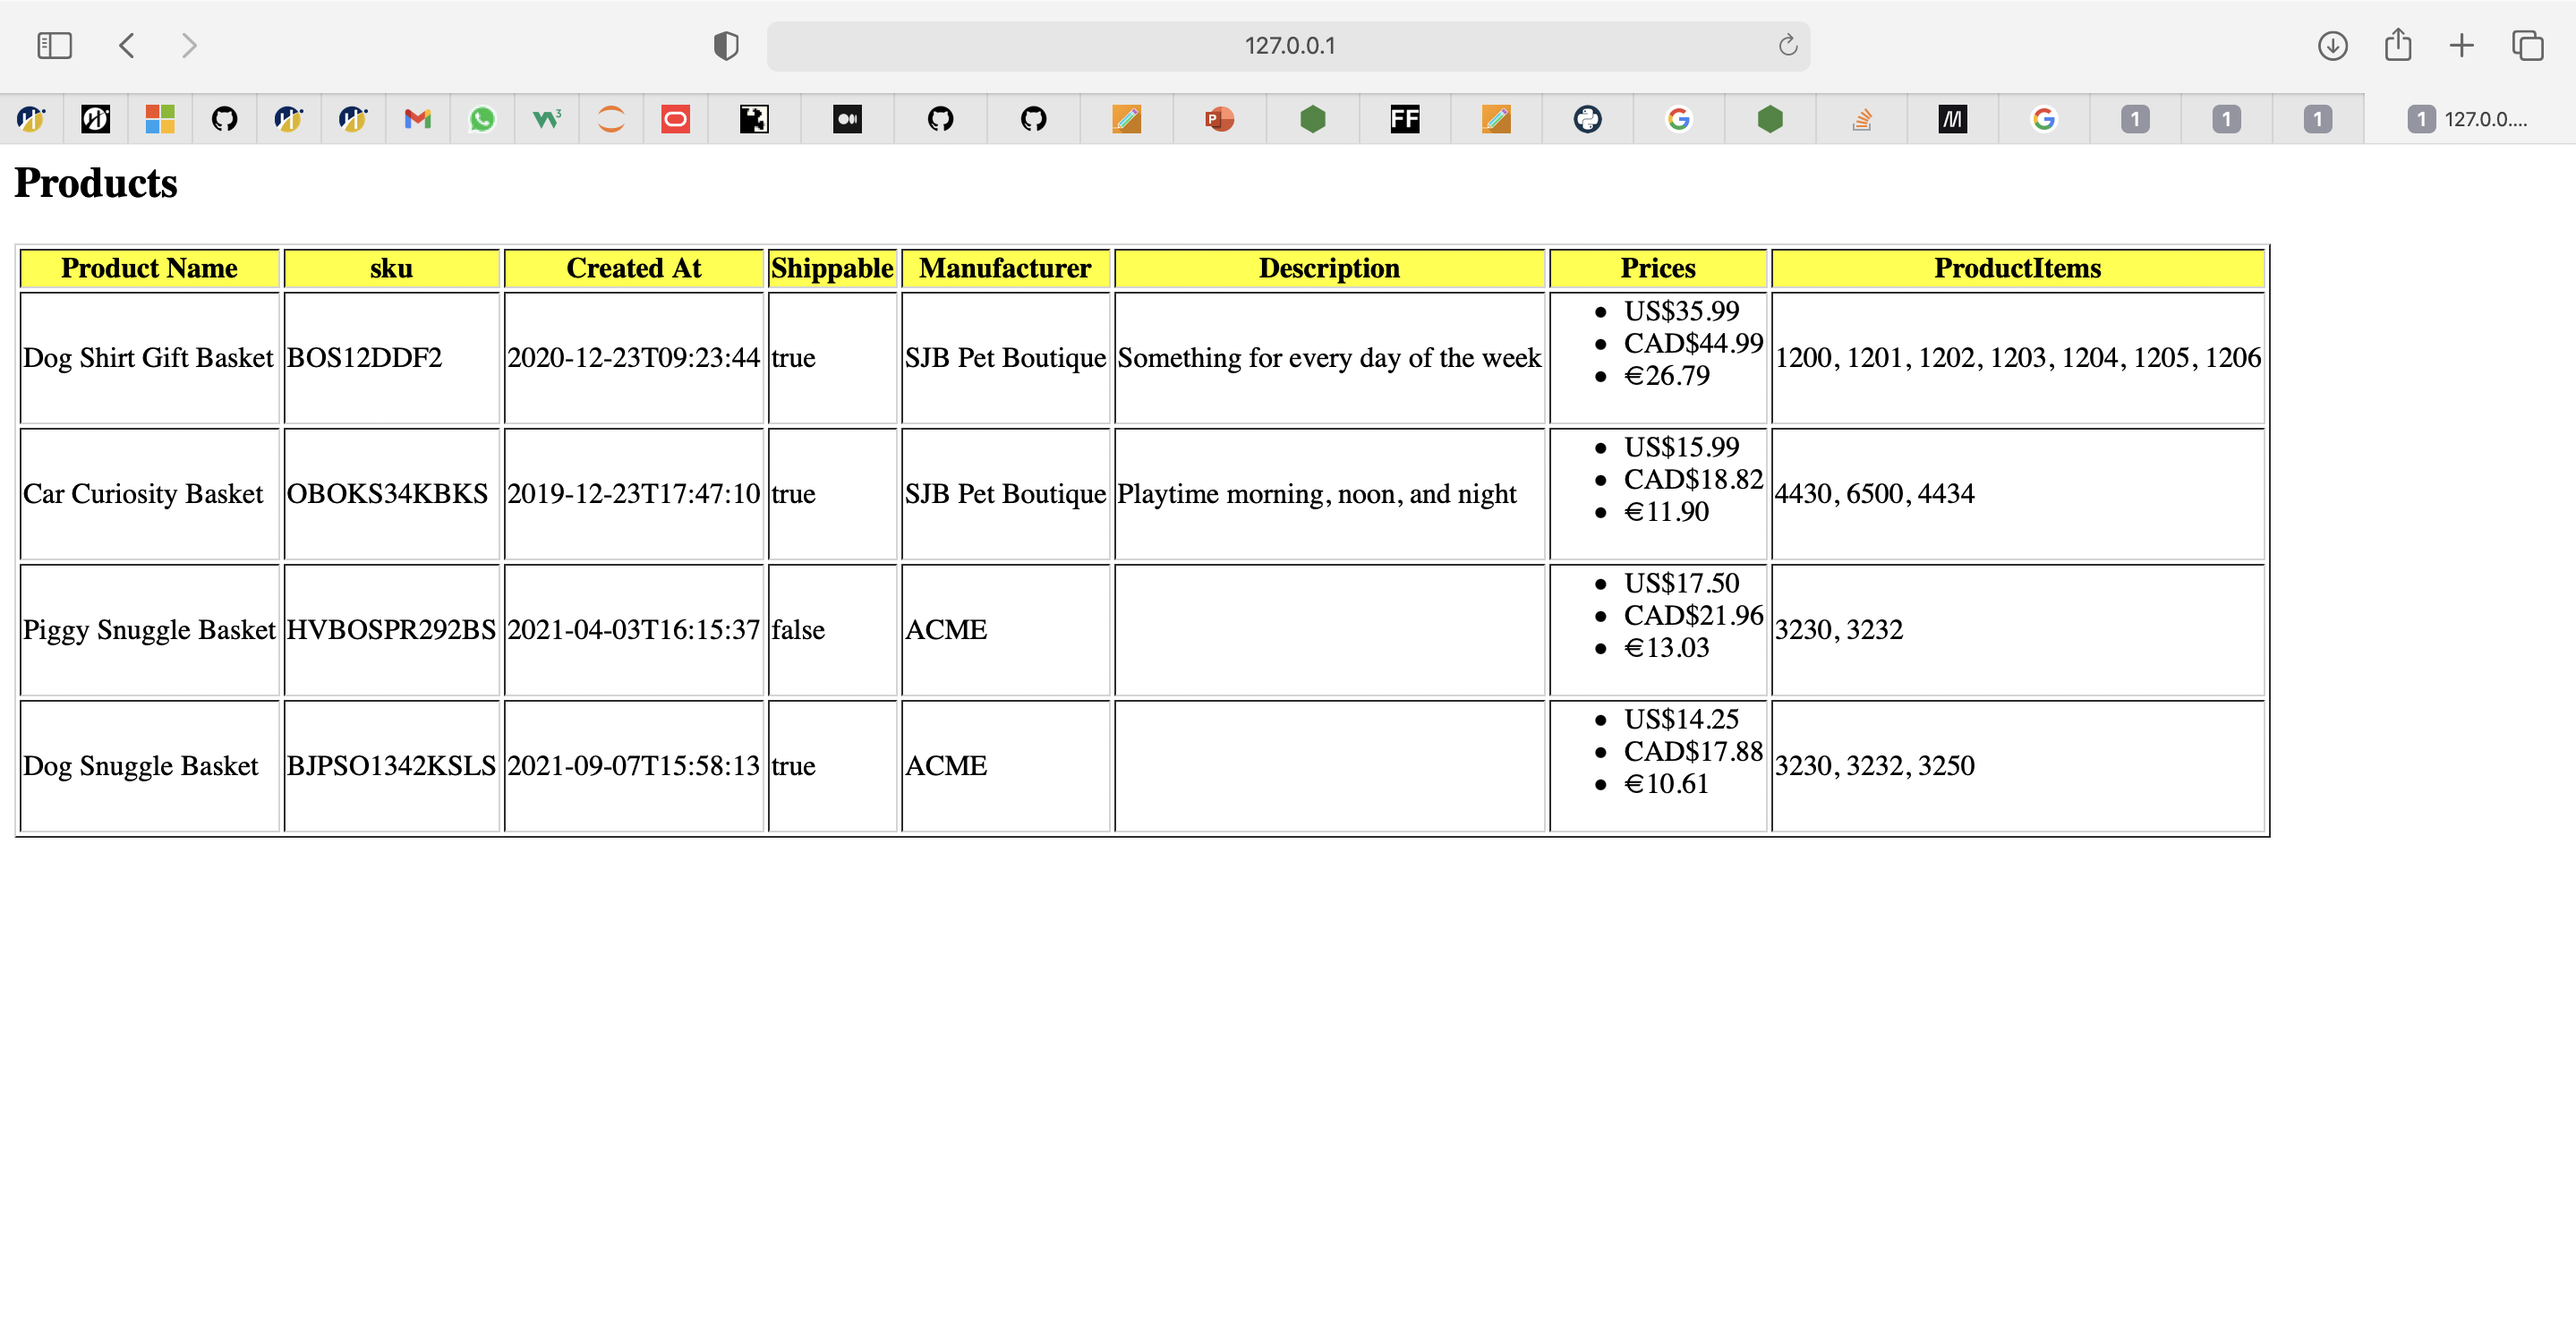 127.0.0.1
W3 P FF G M G 1 1 1 1 127.0.0....
Products
Product Name sku Created At Shippable Manufacturer Description Prices ProductItems
Dog Shirt Gift Basket BOS12DDF2 2020-12-23T09:23:44 true SJB Pet Boutique Something for every day of the week
US$35.99
CAD$44.99
€26.79
1200, 1201, 1202, 1203, 1204, 1205, 1206
Car Curiosity Basket OBOKS34KBKS 2019-12-23T17:47:10 true SJB Pet Boutique Playtime morning, noon, and night
US$15.99
CAD$18.82
€11.90
4430, 6500, 4434
Piggy Snuggle Basket HVBOSPR292BS 2021-04-03T16:15:37 false ACME
US$17.50
CAD$21.96
€13.03
3230, 3232
Dog Snuggle Basket BJPSO1342KSLS 2021-09-07T15:58:13 true ACME
US$14.25
CAD$17.88
€10.61
3230, 3232, 3250